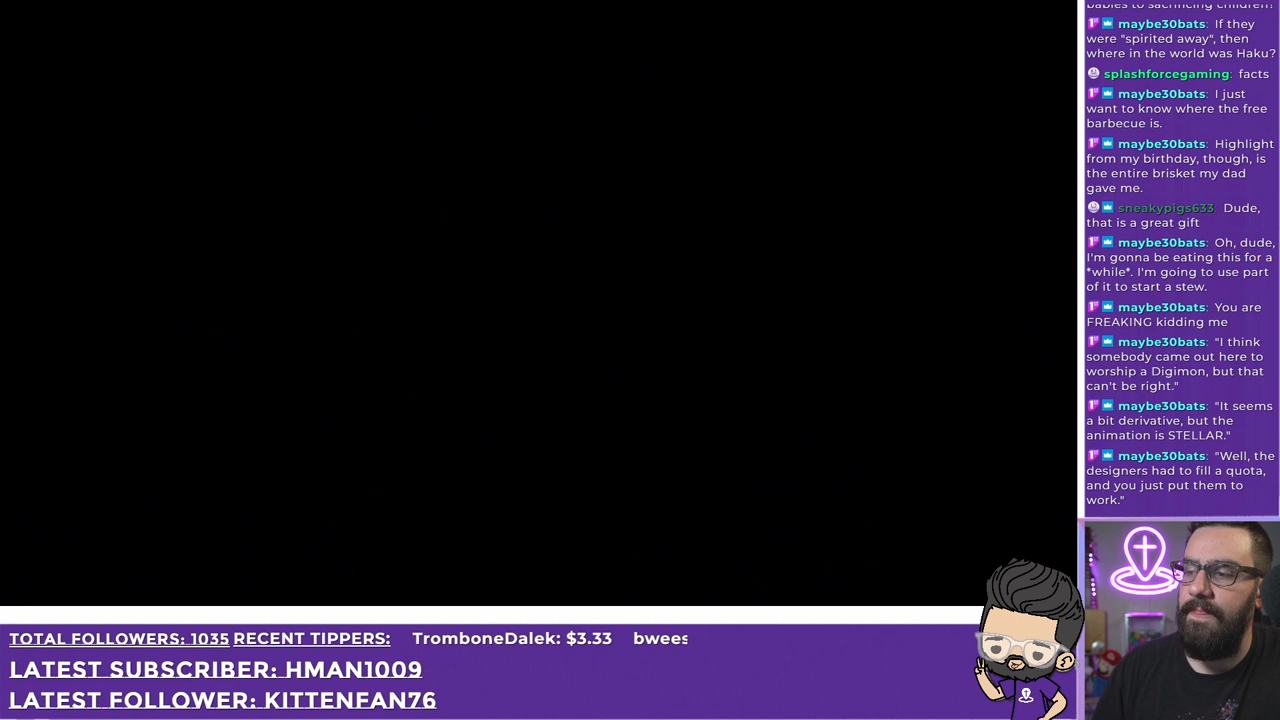 babies to sacrificing children?
maybe30bats: If they
were "spirited away", then
where in the world was Haku?
splashforcegaming: facts
maybe30bats: I just
want to know where the free
barbecue is.
maybe30bats: Highlight
from my birthday, though, is
the entire brisket my dad
gave me.
sneakypigs633 Dude,
that is a great gift
maybe30bats: Oh, dude,
I'm gonna be eating this for a
*while*. I'm going to use part
of it to start a stew.
maybe30bats: You are
FREAKING kidding me
maybe30bats: "I think
somebody came out here to
worship a Digimon, but that
can't be right."
maybe30bats: "It seems
a bit derivative, but the
animation is STELLAR."
maybe30bats: "Well, the
designers had to fill a quota,
and you just put them to
work."
TOTAL FOLLOWERS: 1035 RECENT TIPPERS: TromboneDalek: $3.33 bwees
LATEST SUBSCRIBER: HMAN1009
LATEST FOLLOWER: KITTENFAN76